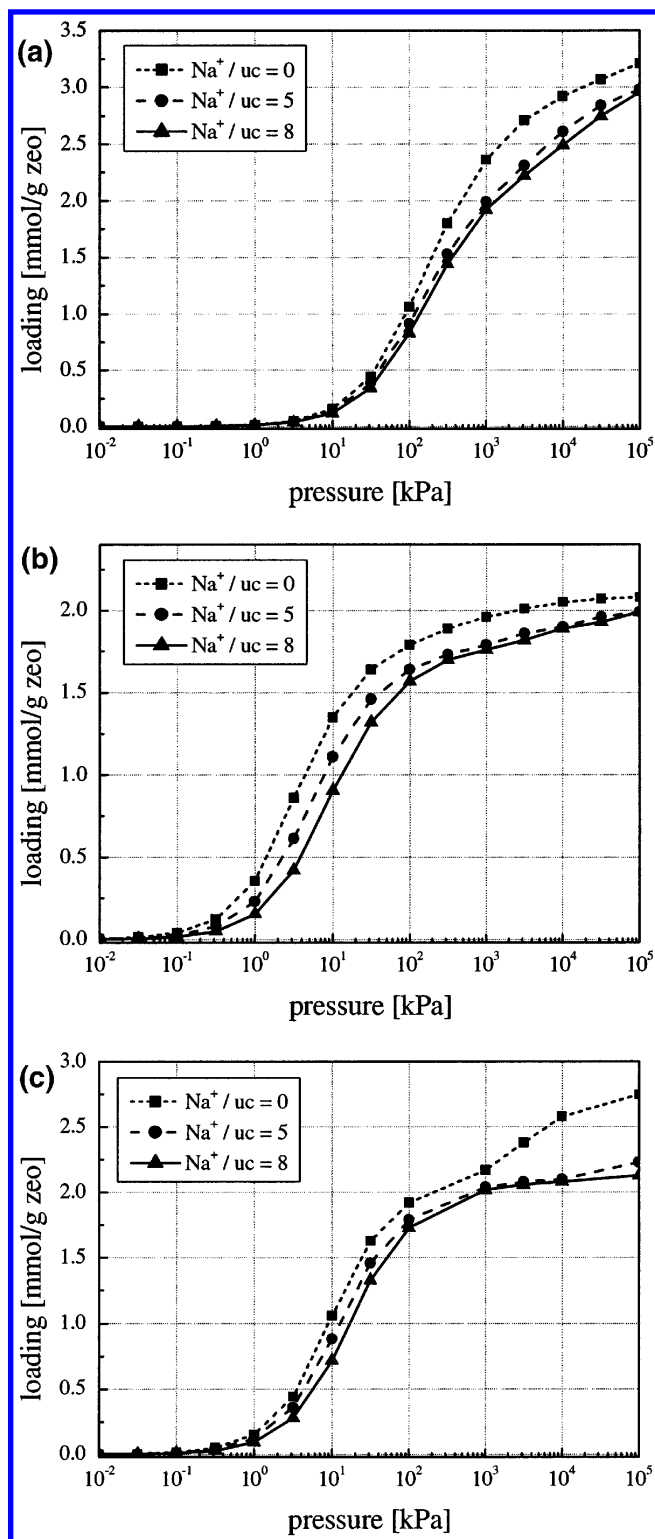 (a)
Na⁺ / uc = 0
Na⁺ / uc = 5
Na⁺ / uc = 8
loading [mmol/g zeo]
3.5
3.0
2.5
2.0
1.5
1.0
0.5
0.0
10⁻² 10⁻¹ 10⁰ 10¹ 10² 10³ 10⁴ 10⁵
pressure [kPa]
(b)
Na⁺ / uc = 0
Na⁺ / uc = 5
Na⁺ / uc = 8
loading [mmol/g zeo]
2.0
1.5
1.0
0.5
0.0
10⁻² 10⁻¹ 10⁰ 10¹ 10² 10³ 10⁴ 10⁵
pressure [kPa]
(c)
Na⁺ / uc = 0
Na⁺ / uc = 5
Na⁺ / uc = 8
loading [mmol/g zeo]
3.0
2.5
2.0
1.5
1.0
0.5
0.0
10⁻² 10⁻¹ 10⁰ 10¹ 10² 10³ 10⁴ 10⁵
pressure [kPa]